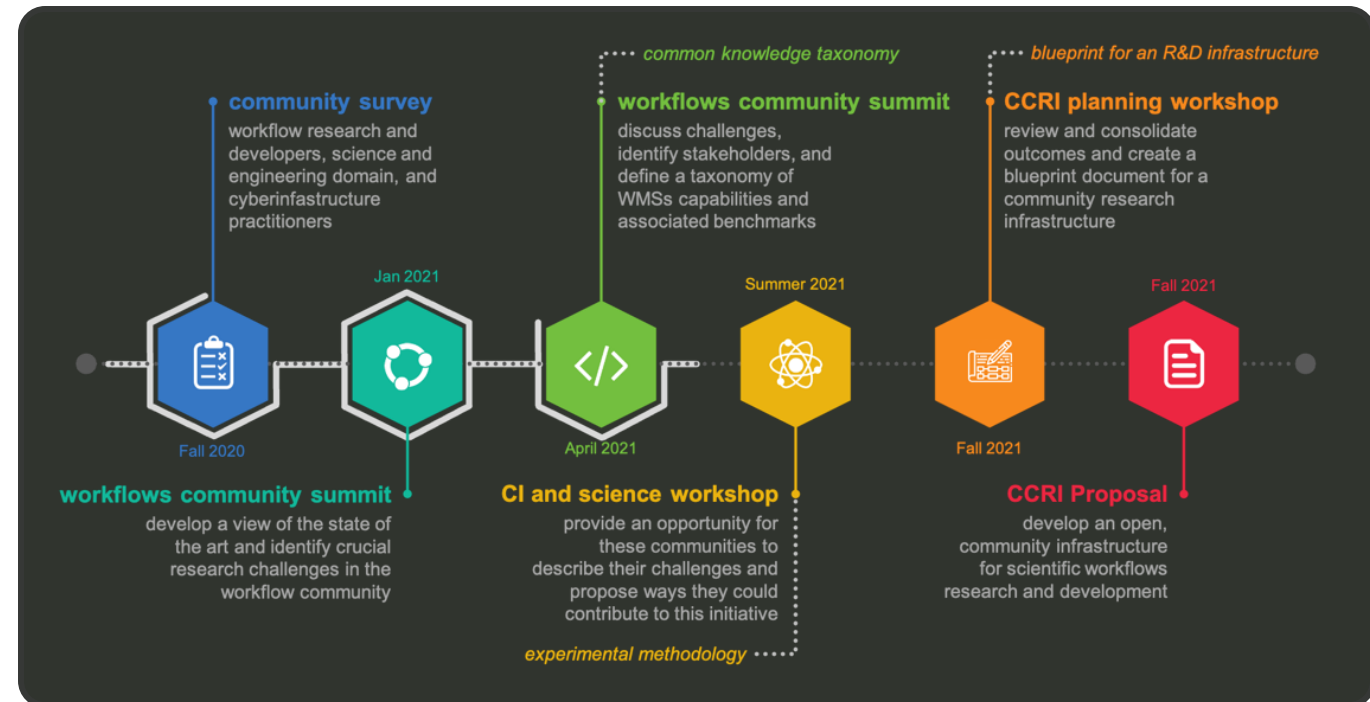 common knowledge taxonomy
blueprint for an R&D infrastructure
community survey
workflow research and
developers, science and
engineering domain, and
cyberinfastructure
practitioners
workflows community summit
discuss challenges,
identify stakeholders, and
define a taxonomy of
WMSs capabilities and
associated benchmarks
CCRI planning workshop
review and consolidate
outcomes and create a
blueprint document for a
community research
infrastructure
Jan 2021
Summer 2021
Fall 2021
</>
Fall 2020
April 2021
Fall 2021
workflows community summit
develop a view of the state of
the art and identify crucial
research challenges in the
workflow community
CI and science workshop
provide an opportunity for
these communities to
describe their challenges and
propose ways they could
contribute to this initiative
experimental methodology
CCRI Proposal
develop an open,
community infrastructure
for scientific workflows
research and development